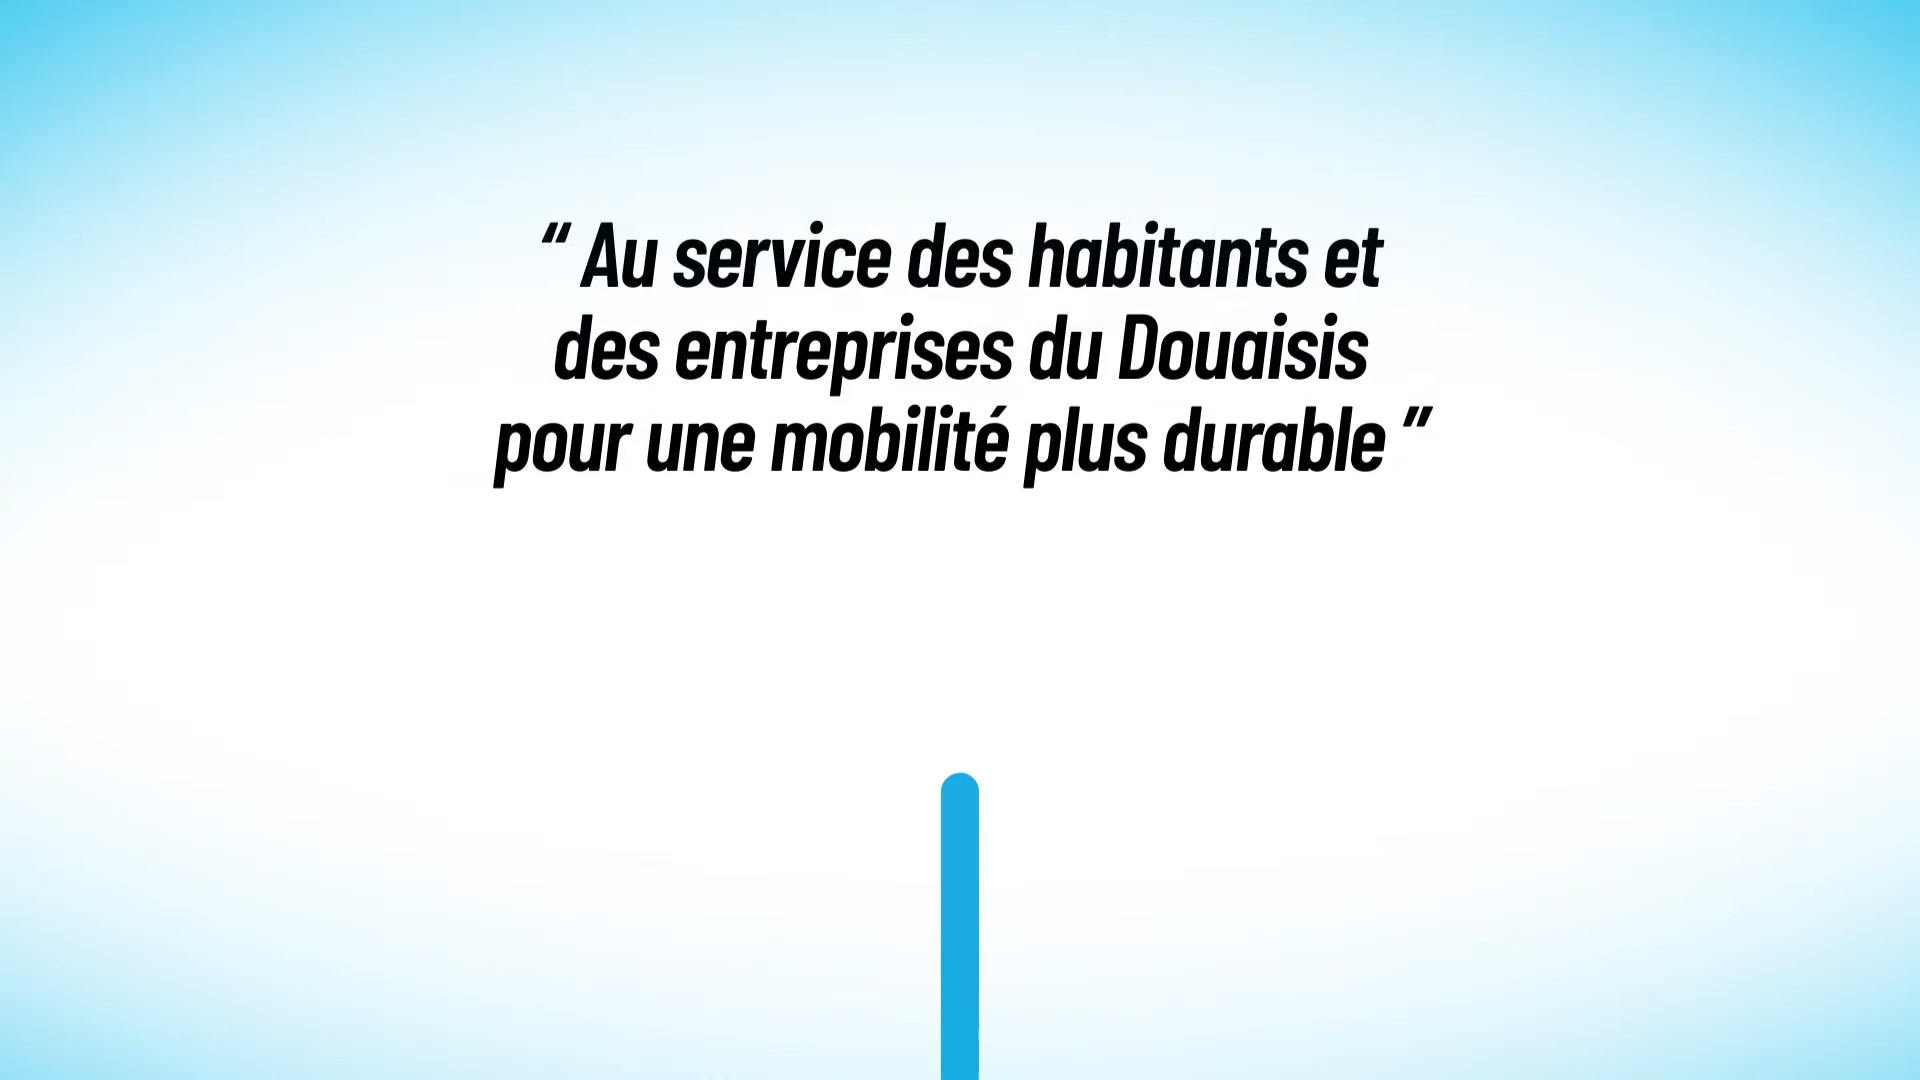 “ Au service des habitants et
des entreprises du Douaisis
pour une mobilité plus durable ”